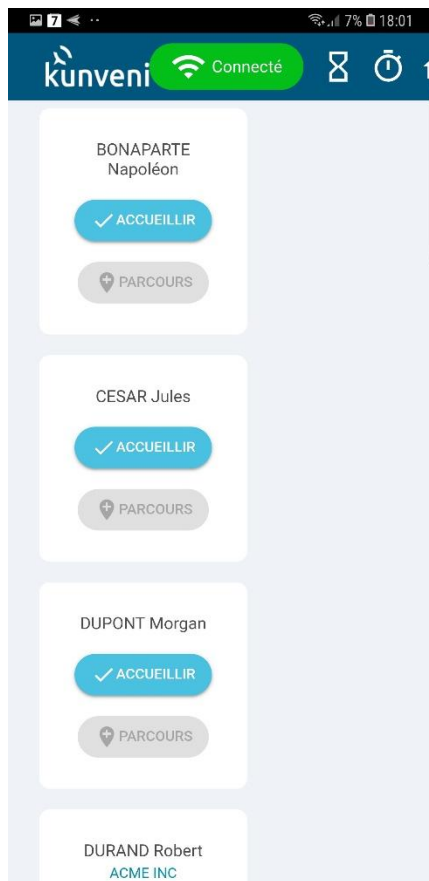 7 7% 18:01
kunveni Connecté
BONAPARTE
Napoléon
ACCUEILLIR
PARCOURS
CESAR Jules
ACCUEILLIR
PARCOURS
DUPONT Morgan
ACCUEILLIR
PARCOURS
DURAND Robert
ACME INC